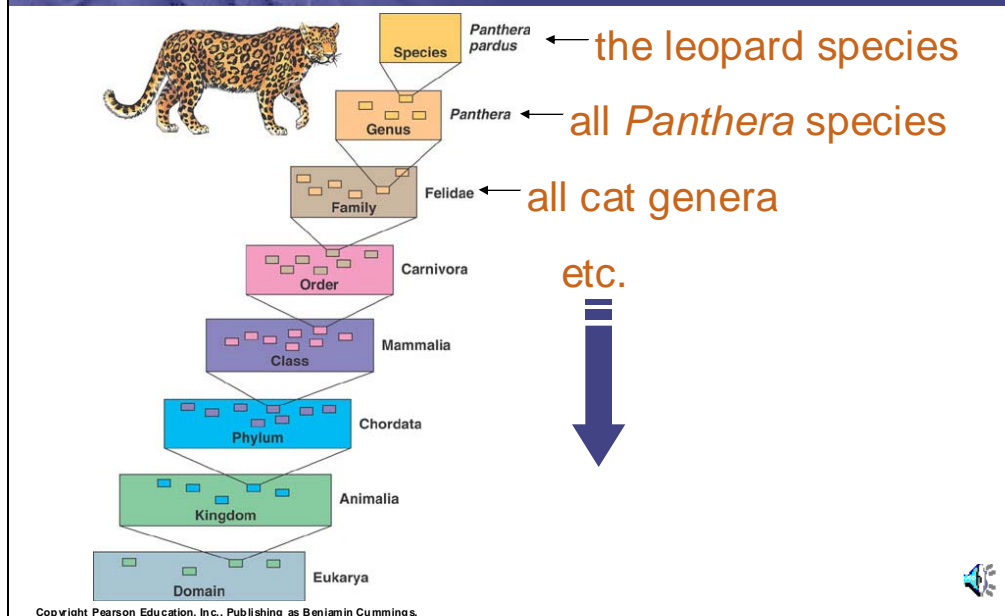 Species
Panthera
pardus
the leopard species
Genus
Panthera
all Panthera species
Family
Felidae
all cat genera
Order
Carnivora
etc.
Class
Mammalia
Phylum
Chordata
Kingdom
Animalia
Domain
Eukarya
Copyright Pearson Education, Inc., Publishing as Benjamin Cummings.